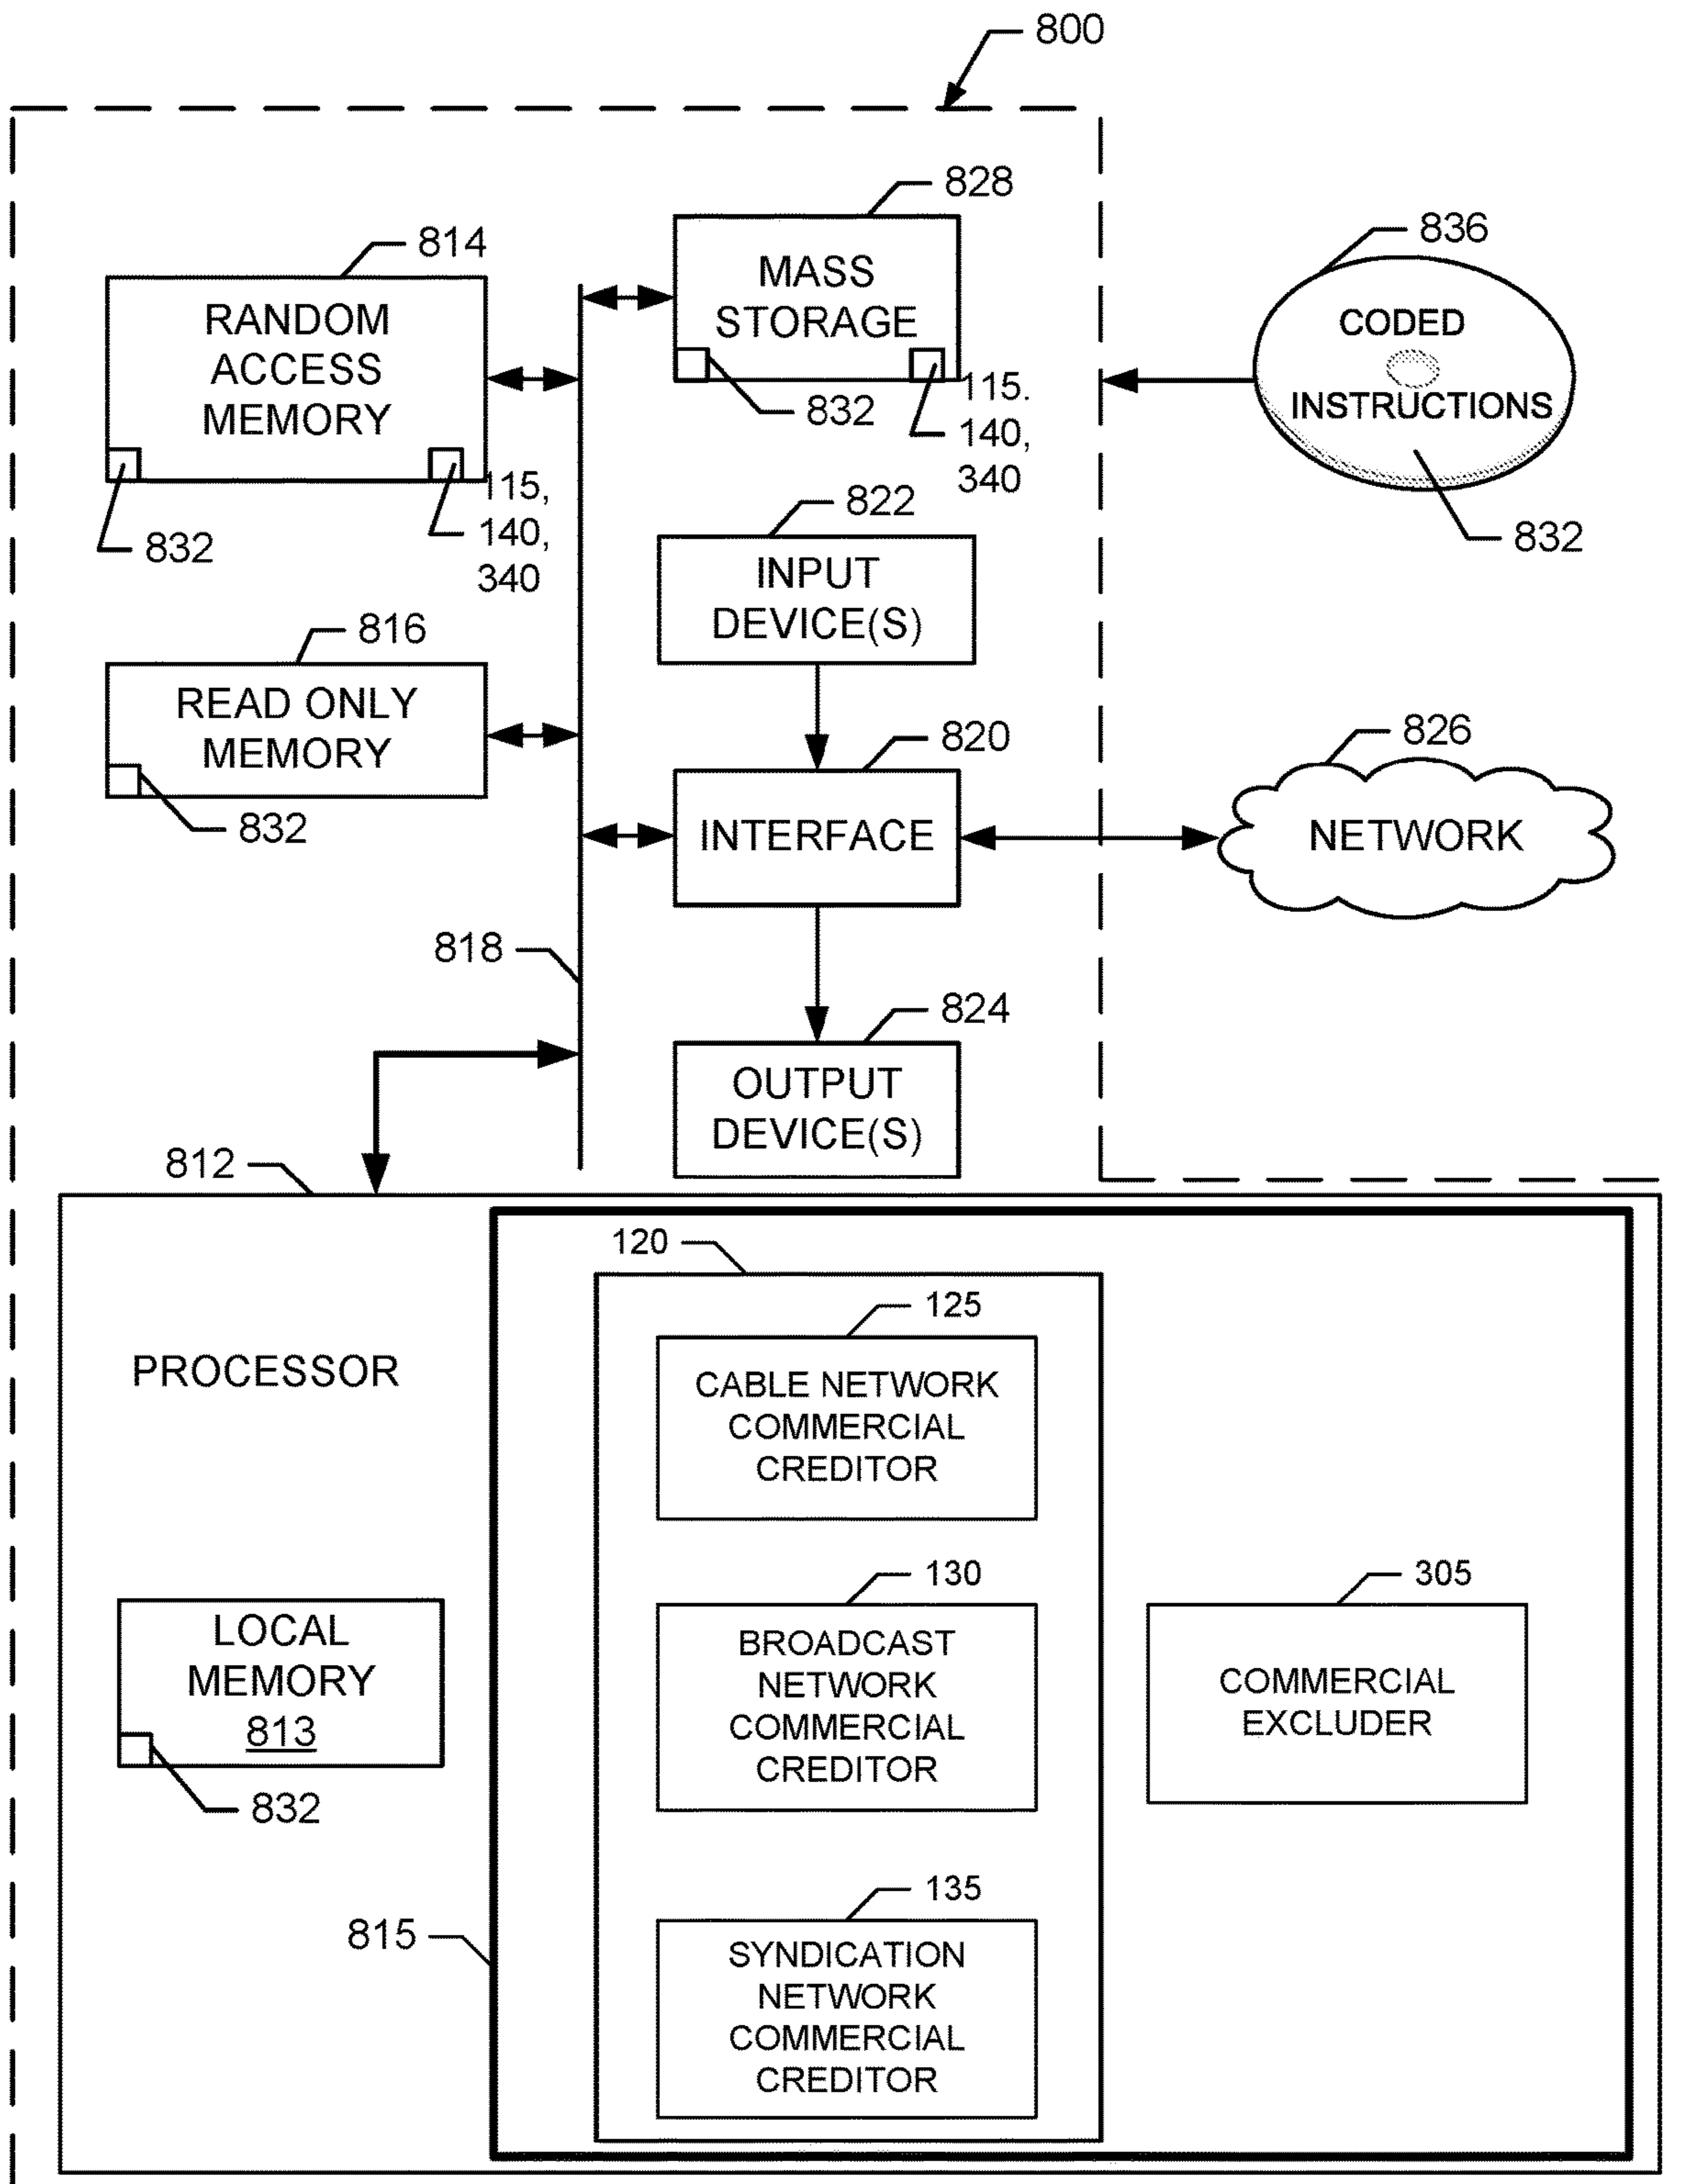 800
828
MASS
STORAGE
832
115.
140,
340
814
RANDOM
ACCESS
MEMORY
832
115,
140,
340
836
CODED
INSTRUCTIONS
832
822
INPUT
DEVICE(S)
816
READ ONLY
MEMORY
832
820
INTERFACE
826
NETWORK
818
824
OUTPUT
DEVICE(S)
812
PROCESSOR
LOCAL
MEMORY
813
832
815
120
125
CABLE NETWORK
COMMERCIAL
CREDITOR
130
BROADCAST
NETWORK
COMMERCIAL
CREDITOR
135
SYNDICATION
NETWORK
COMMERCIAL
CREDITOR
305
COMMERCIAL
EXCLUDER